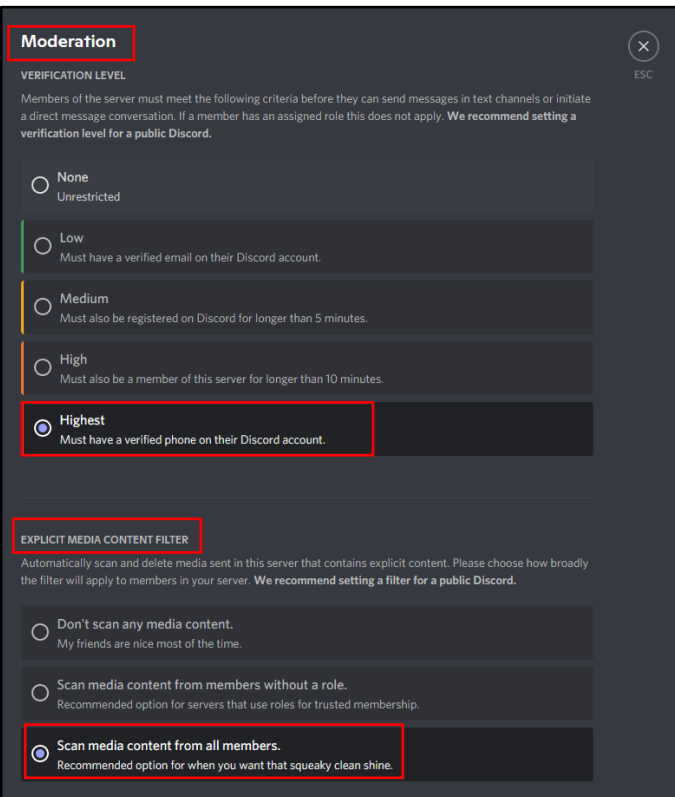 Moderation
ESC
VERIFICATION LEVEL
Members of the server must meet the following criteria before they can send messages in text channels or initiate
a direct message conversation. If a member has an assigned role this does not apply. We recommend setting a
verification level for a public Discord.
None
Unrestricted
Low
Must have a verified email on their Discord account.
Medium
Must also be registered on Discord for longer than 5 minutes.
High
Must also be a member of this server for longer than 10 minutes.
Highest
Must have a verified phone on their Discord account.
EXPLICIT MEDIA CONTENT FILTER
Automatically scan and delete media sent in this server that contains explicit content. Please choose how broadly
the filter will apply to members in your server. We recommend setting a filter for a public Discord.
Don't scan any media content.
My friends are nice most of the time.
Scan media content from members without a role.
Recommended option for servers that use roles for trusted membership.
Scan media content from all members.
Recommended option for when you want that squeaky clean shine.